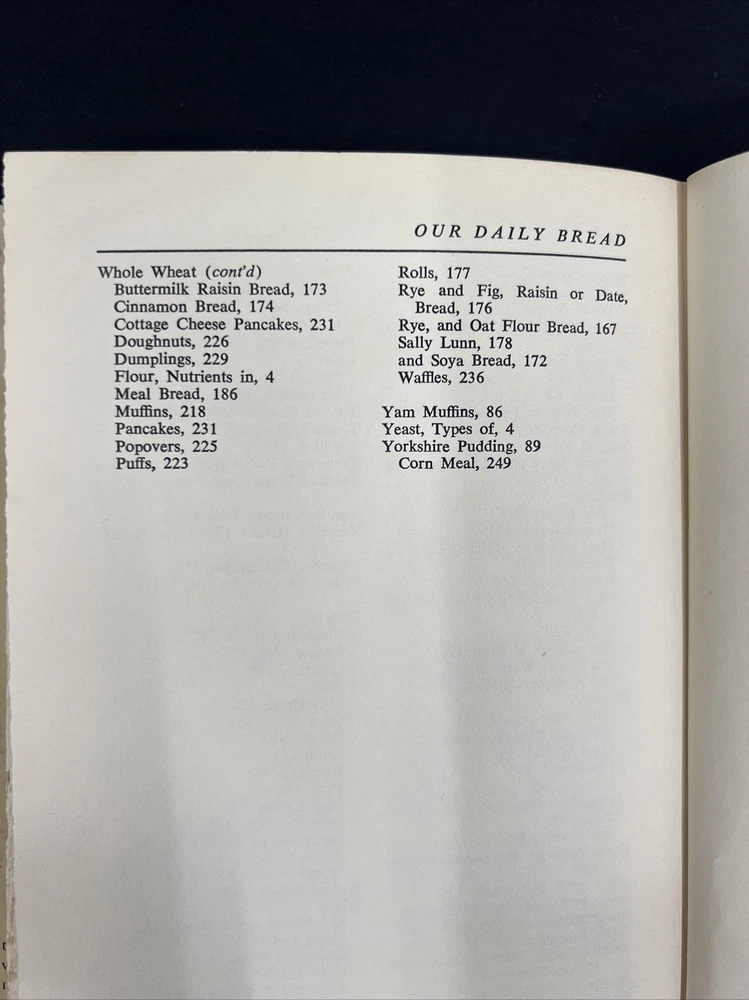 OUR DAILY BREAD
Whole Wheat (cont'd)
Buttermilk Raisin Bread, 173
Cinnamon Bread, 174
Cottage Cheese Pancakes, 231
Doughnuts, 226
Dumplings, 229
Flour, Nutrients in, 4
Meal Bread, 186
Muffins, 218
Pancakes, 231
Popovers, 225
Puffs, 223
Rolls, 177
Rye and Fig, Raisin or Date,
Bread, 176
Rye, and Oat Flour Bread, 167
Sally Lunn, 178
and Soya Bread, 172
Waffles, 236
Yam Muffins, 86
Yeast, Types of, 4
Yorkshire Pudding, 89
Corn Meal, 249